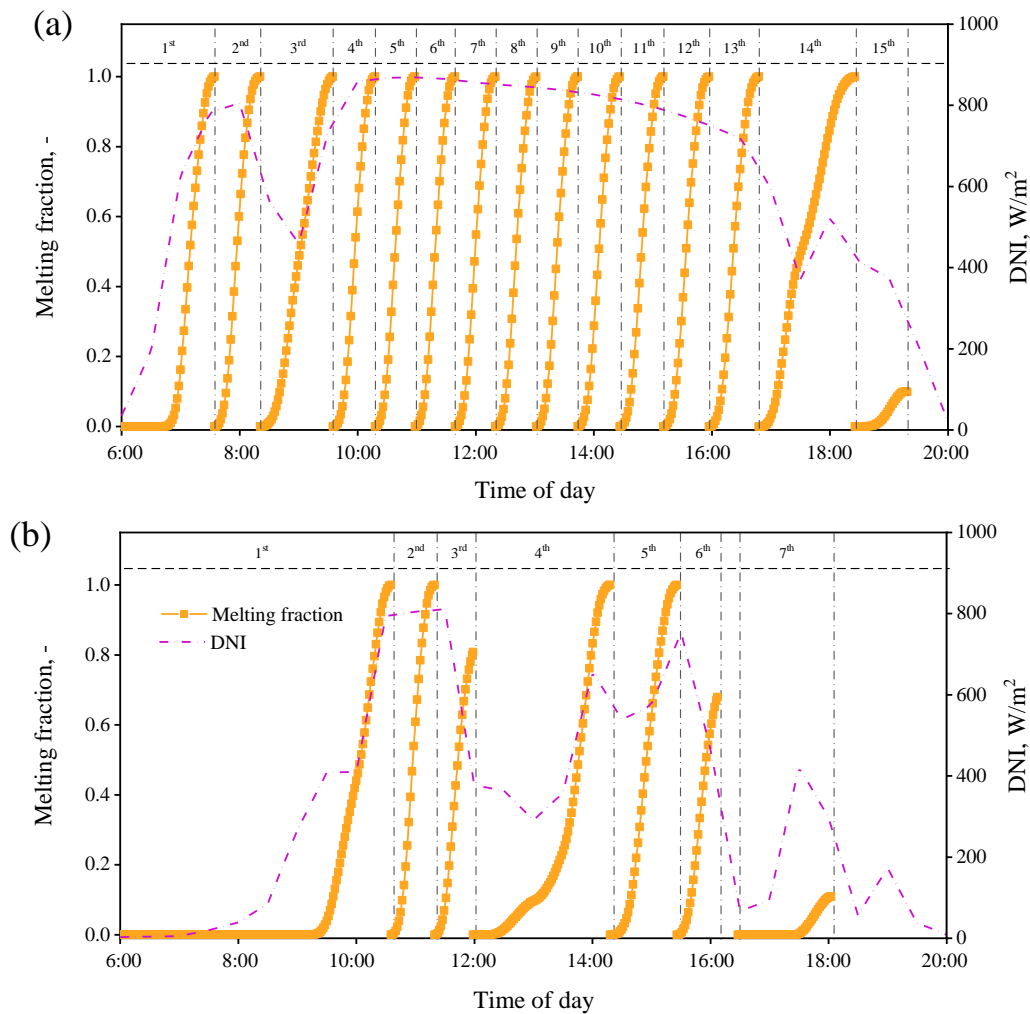 (a)
1st 2nd 3rd 4th 5th 6th 7th 8th 9th 10th 11th 12th 13th 14th 15th
1000
1.0
800
0.8
600
0.6
400
0.4
200
0.2
0.0
0
Melting fraction, -
DNI, W/m2
6:00 8:00 10:00 12:00 14:00 16:00 18:00 20:00
Time of day
(b)
1st 2nd 3rd 4th 5th 6th 7th
1000
1.0
Melting fraction
DNI
800
0.8
600
0.6
400
0.4
200
0.2
0.0
0
Melting fraction, -
DNI, W/m2
6:00 8:00 10:00 12:00 14:00 16:00 18:00 20:00
Time of day